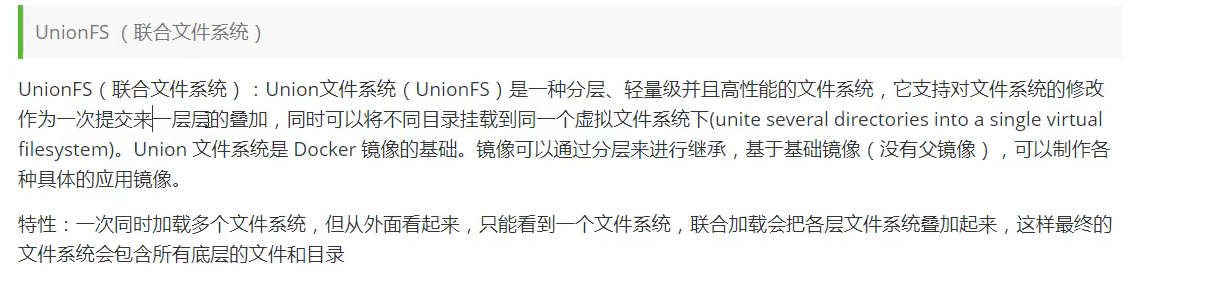 UnionFS （联合文件系统）
UnionFS（联合文件系统）：Union文件系统（UnionFS）是一种分层、轻量级并且高性能的文件系统，它支持对文件系统的修改
作为一次提交来一层层的叠加，同时可以将不同目录挂载到同一个虚拟文件系统下(unite several directories into a single virtual
filesystem)。Union 文件系统是 Docker 镜像的基础。镜像可以通过分层来进行继承，基于基础镜像（没有父镜像），可以制作各
种具体的应用镜像。
特性：一次同时加载多个文件系统，但从外面看起来，只能看到一个文件系统，联合加载会把各层文件系统叠加起来，这样最终的
文件系统会包含所有底层的文件和目录